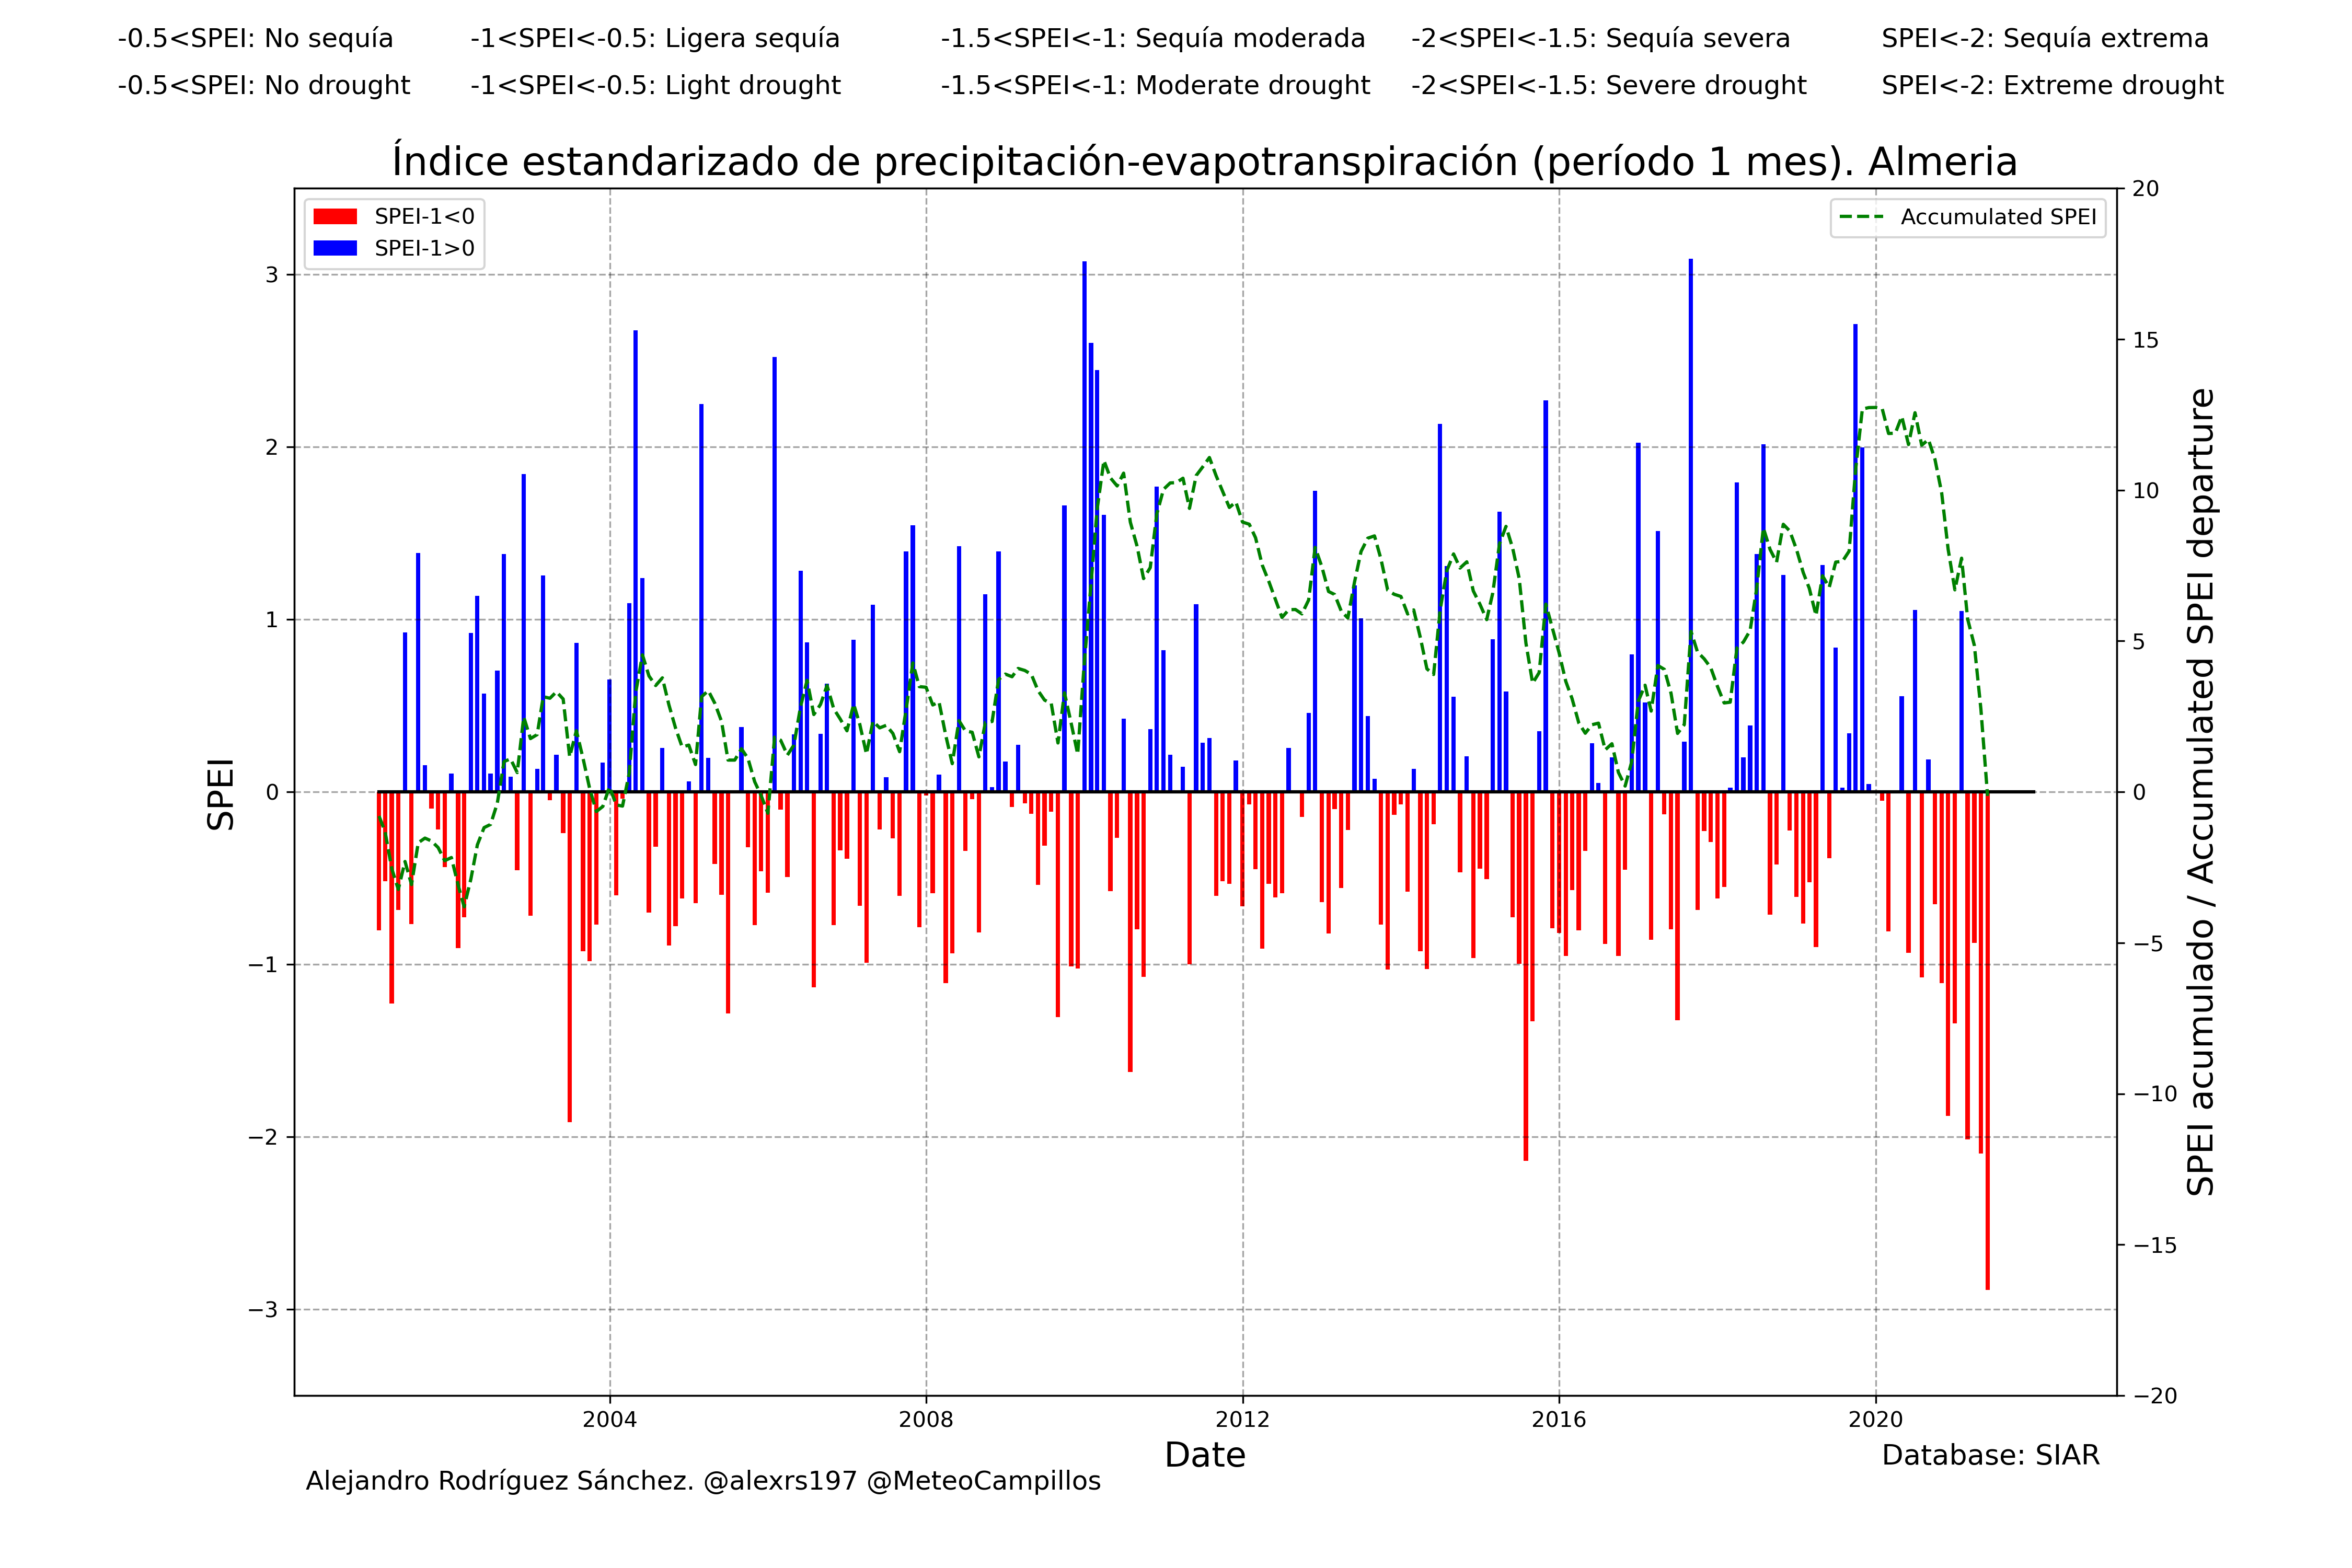 -0.5<SPEI: No sequía -1<SPEI<-0.5: Ligera sequía -1.5<SPEI<-1: Sequía moderada -2<SPEI<-1.5: Sequía severa SPEI<-2: Sequía extrema
-0.5<SPEI: No drought -1<SPEI<-0.5: Light drought -1.5<SPEI<-1: Moderate drought -2<SPEI<-1.5: Severe drought SPEI<-2: Extreme drought
Índice estandarizado de precipitación-evapotranspiración (período 1 mes). Almeria
SPEI-1<0
SPEI-1>0
Accumulated SPEI
SPEI
3
2
1
0
−1
−2
−3
20
15
10
5
0
−5
−10
−15
−20
SPEI acumulado / Accumulated SPEI departure
2004 2008 2012 2016 2020
Date
Database: SIAR
Alejandro Rodríguez Sánchez. @alexrs197 @MeteoCampillos